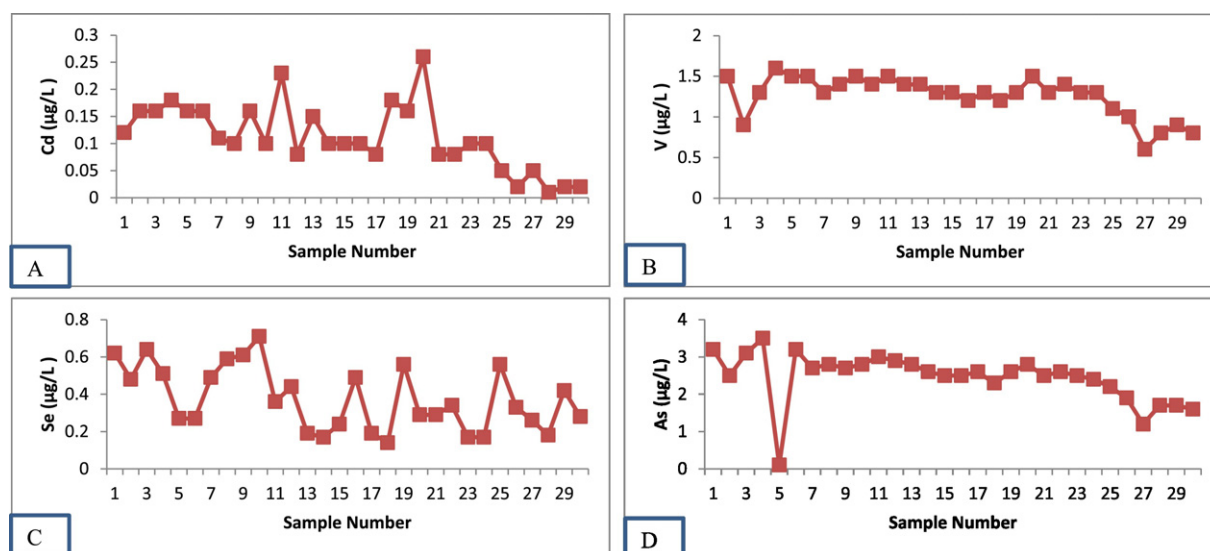 Cd (µg/L )
0.3
0.25
0.2
0.15
0.1
0.05
0
1 3 5 7 9 11 13 15 17 19 21 23 25 27 29
Sample Number
A
V (µg/L)
2
1.5
1
0.5
0
1 3 5 7 9 11 13 15 17 19 21 23 25 27 29
Sample Number
B
Se (µg/L )
0.8
0.6
0.4
0.2
0
1 3 5 7 9 11 13 15 17 19 21 23 25 27 29
Sample Number
C
As (µg/L)
4
3
2
1
0
1 3 5 7 9 11 13 15 17 19 21 23 25 27 29
Sample Number
D